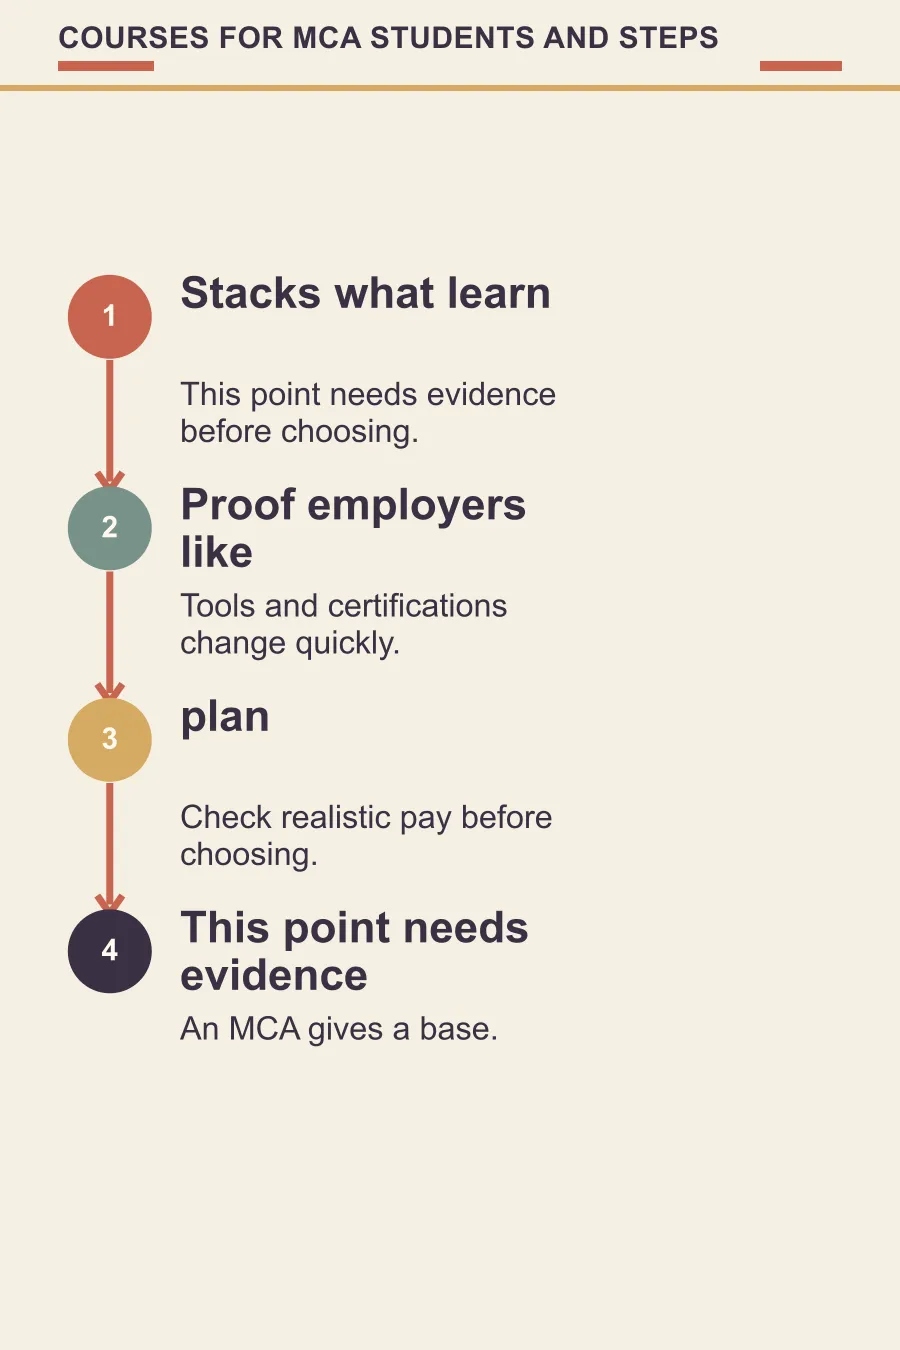 COURSES FOR MCA STUDENTS AND STEPS
1
Stacks what learn
This point needs evidence
before choosing.
2
Proof employers
like
Tools and certifications
change quickly.
3
plan
Check realistic pay before
choosing.
4
This point needs
evidence
An MCA gives a base.